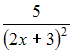 5
(2x + 3)²